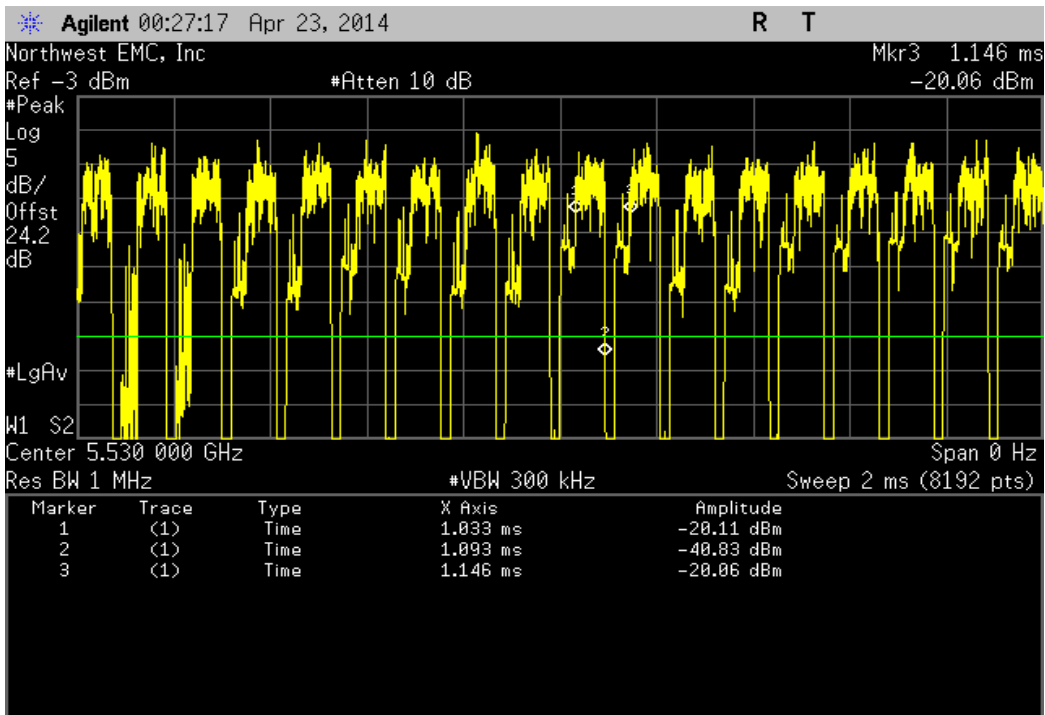 Agilent 00:27:17 Apr 23, 2014 R T
Northwest EMC, Inc Mkr3 1.146 ms
Ref -3 dBm #Atten 10 dB -20.06 dBm
#Peak
Log
5
dB/
Offst
24.2
dB
#LgAv
W1 S2
Center 5.530 000 GHz Span 0 Hz
Res BW 1 MHz #VBW 300 kHz Sweep 2 ms (8192 pts)
Marker Trace Type X Axis Amplitude
1 (1) Time 1.033 ms -20.11 dBm
2 (1) Time 1.093 ms -40.83 dBm
3 (1) Time 1.146 ms -20.06 dBm